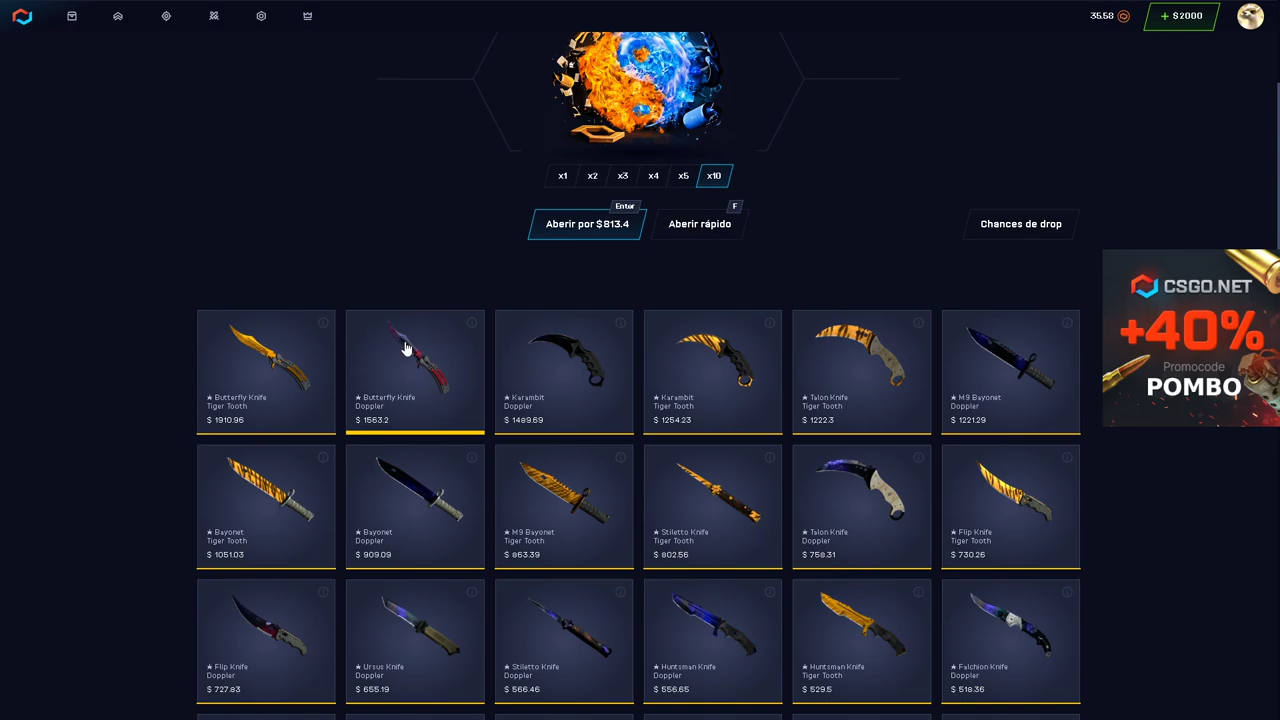 35.58
+ $2000
x1
x2
x3
x4
x5
x10
Enter
Aberir por $813.4
F
Aberir rápido
Chances de drop
CSGO.NET
+40%
Promocode
POMBO
★ Butterfly Knife
Tiger Tooth
$ 1910.96
★ Butterfly Knife
Doppler
$ 1563.2
★ Karambit
Doppler
$ 1489.69
★ Karambit
Tiger Tooth
$ 1254.23
★ Talon Knife
Tiger Tooth
$ 1222.3
★ M9 Bayonet
Doppler
$ 1221.29
★ Bayonet
Tiger Tooth
$ 1051.03
★ Bayonet
Doppler
$ 909.09
★ M9 Bayonet
Tiger Tooth
$ 863.39
★ Stiletto Knife
Tiger Tooth
$ 802.56
★ Talon Knife
Doppler
$ 758.31
★ Flip Knife
Tiger Tooth
$ 730.26
★ Flip Knife
Doppler
$ 727.83
★ Ursus Knife
Doppler
$ 655.19
★ Stiletto Knife
Doppler
$ 566.46
★ Huntsman Knife
Doppler
$ 556.65
★ Huntsman Knife
Tiger Tooth
$ 529.5
★ Falchion Knife
Doppler
$ 518.36